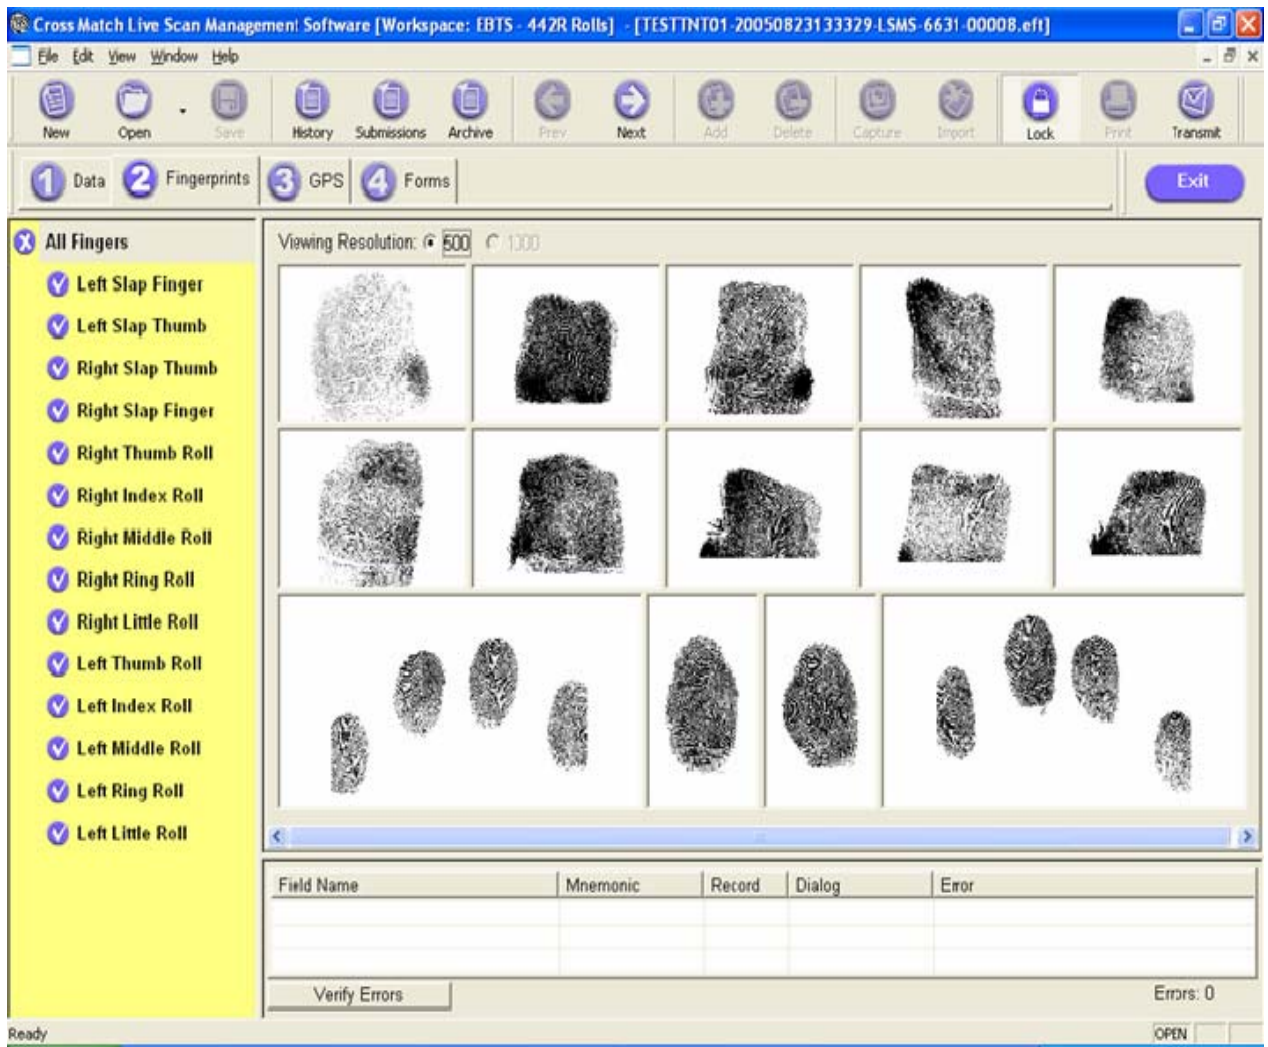 Cross Match Live Scan Management Software [Workspace: EBTS - 442R Rolls] - [TESTTNT01-20050823133329-LSMS-6631-00008.eft]
File Edit View Window Help
New Open Save History Submissions Archive Prev Next Add Delete Capture Import Lock Print Transmit
1 Data 2 Fingerprints 3 GPS 4 Forms Exit
All Fingers
Left Slap Finger
Left Slap Thumb
Right Slap Thumb
Right Slap Finger
Right Thumb Roll
Right Index Roll
Right Middle Roll
Right Ring Roll
Right Little Roll
Left Thumb Roll
Left Index Roll
Left Middle Roll
Left Ring Roll
Left Little Roll
Viewing Resolution: 500 1000
Field Name Mnemonic Record Dialog Error
Verify Errors Errors: 0
Ready OPEN